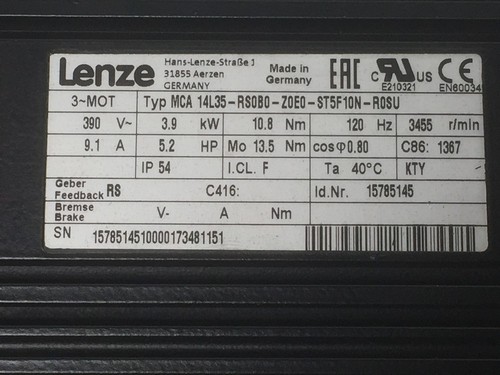 Lenze
Hans-Lenze-Straße 1
31855 Aerzen
GERMANY
Made in
Germany
EAC
c RU US
E210321
CE
EN60034
3~MOT Typ MCA 14L35-RS0B0-Z0E0-ST5F10N-R0SU
390 V~ 3.9 kW 10.8 Nm 120 Hz 3455 r/min
9.1 A 5.2 HP Mo 13.5 Nm cosφ0.80 C86: 1367
IP 54 I.CL. F Ta 40°C KTY
Geber
Feedback RS C416: Id.Nr. 15785145
Bremse
Brake V- A Nm
SN 1578514510000173481151